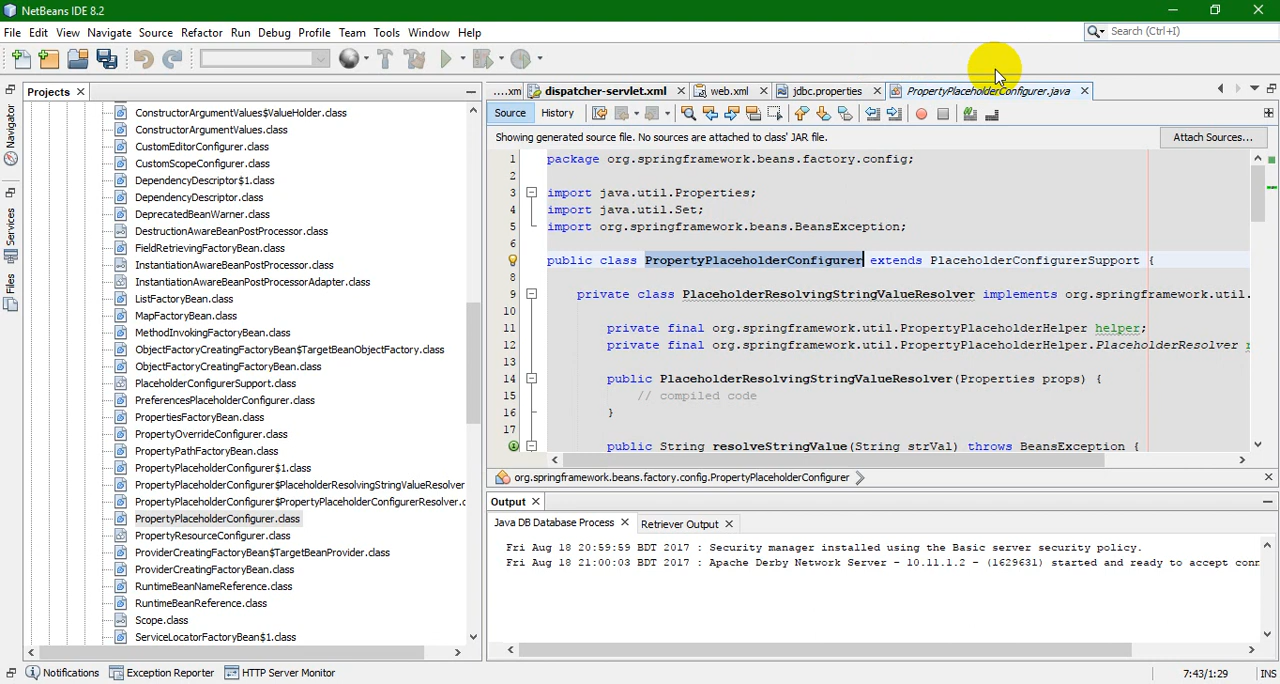 NetBeans IDE 8.2
File Edit View Navigate Source Refactor Run Debug Profile Team Tools Window Help
Search (Ctrl+I)
Projects
....xm dispatcher-servlet.xml web.xml jdbc.properties PropertyPlaceholderConfigurer.java
Source History
Showing generated source file. No sources are attached to class' JAR file.
Attach Sources...
Navigator
Services
Files
ConstructorArgumentValues$ValueHolder.class
ConstructorArgumentValues.class
CustomEditorConfigurer.class
CustomScopeConfigurer.class
DependencyDescriptor$1.class
DependencyDescriptor.class
DeprecatedBeanWarner.class
DestructionAwareBeanPostProcessor.class
FieldRetrievingFactoryBean.class
InstantiationAwareBeanPostProcessor.class
InstantiationAwareBeanPostProcessorAdapter.class
ListFactoryBean.class
MapFactoryBean.class
MethodInvokingFactoryBean.class
ObjectFactoryCreatingFactoryBean$TargetBeanObjectFactory.class
ObjectFactoryCreatingFactoryBean.class
PlaceholderConfigurerSupport.class
PreferencesPlaceholderConfigurer.class
PropertiesFactoryBean.class
PropertyOverrideConfigurer.class
PropertyPathFactoryBean.class
PropertyPlaceholderConfigurer$1.class
PropertyPlaceholderConfigurer$PlaceholderResolvingStringValueResolver
PropertyPlaceholderConfigurer$PropertyPlaceholderConfigurerResolver.c
PropertyPlaceholderConfigurer.class
PropertyResourceConfigurer.class
ProviderCreatingFactoryBean$TargetBeanProvider.class
ProviderCreatingFactoryBean.class
RuntimeBeanNameReference.class
RuntimeBeanReference.class
Scope.class
ServiceLocatorFactoryBean$1.class
1 package org.springframework.beans.factory.config;
2
3 import java.util.Properties;
4 import java.util.Set;
5 import org.springframework.beans.BeansException;
6
public class PropertyPlaceholderConfigurer extends PlaceholderConfigurerSupport {
8
9 private class PlaceholderResolvingStringValueResolver implements org.springframework.util.
10
11 private final org.springframework.util.PropertyPlaceholderHelper helper;
12 private final org.springframework.util.PropertyPlaceholderHelper.PlaceholderResolver
13
14 public PlaceholderResolvingStringValueResolver(Properties props) {
15 // compiled code
16 }
17
public String resolveStringValue(String strVal) throws BeansException {
org.springframework.beans.factory.config.PropertyPlaceholderConfigurer
Output
Java DB Database Process Retriever Output
Fri Aug 18 20:59:59 BDT 2017 : Security manager installed using the Basic server security policy.
Fri Aug 18 21:00:03 BDT 2017 : Apache Derby Network Server - 10.11.1.2 - (1629631) started and ready to accept conn
Notifications Exception Reporter HTTP Server Monitor
7:43/1:29 INS